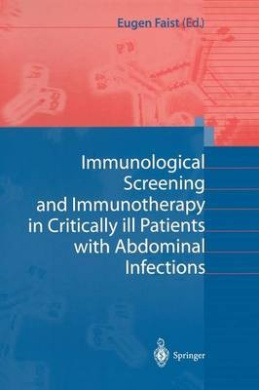 Eugen Faist (Ed.)
Immunological
Screening
and Immunotherapy
in Critically ill Patients
with Abdominal
Infections
Springer